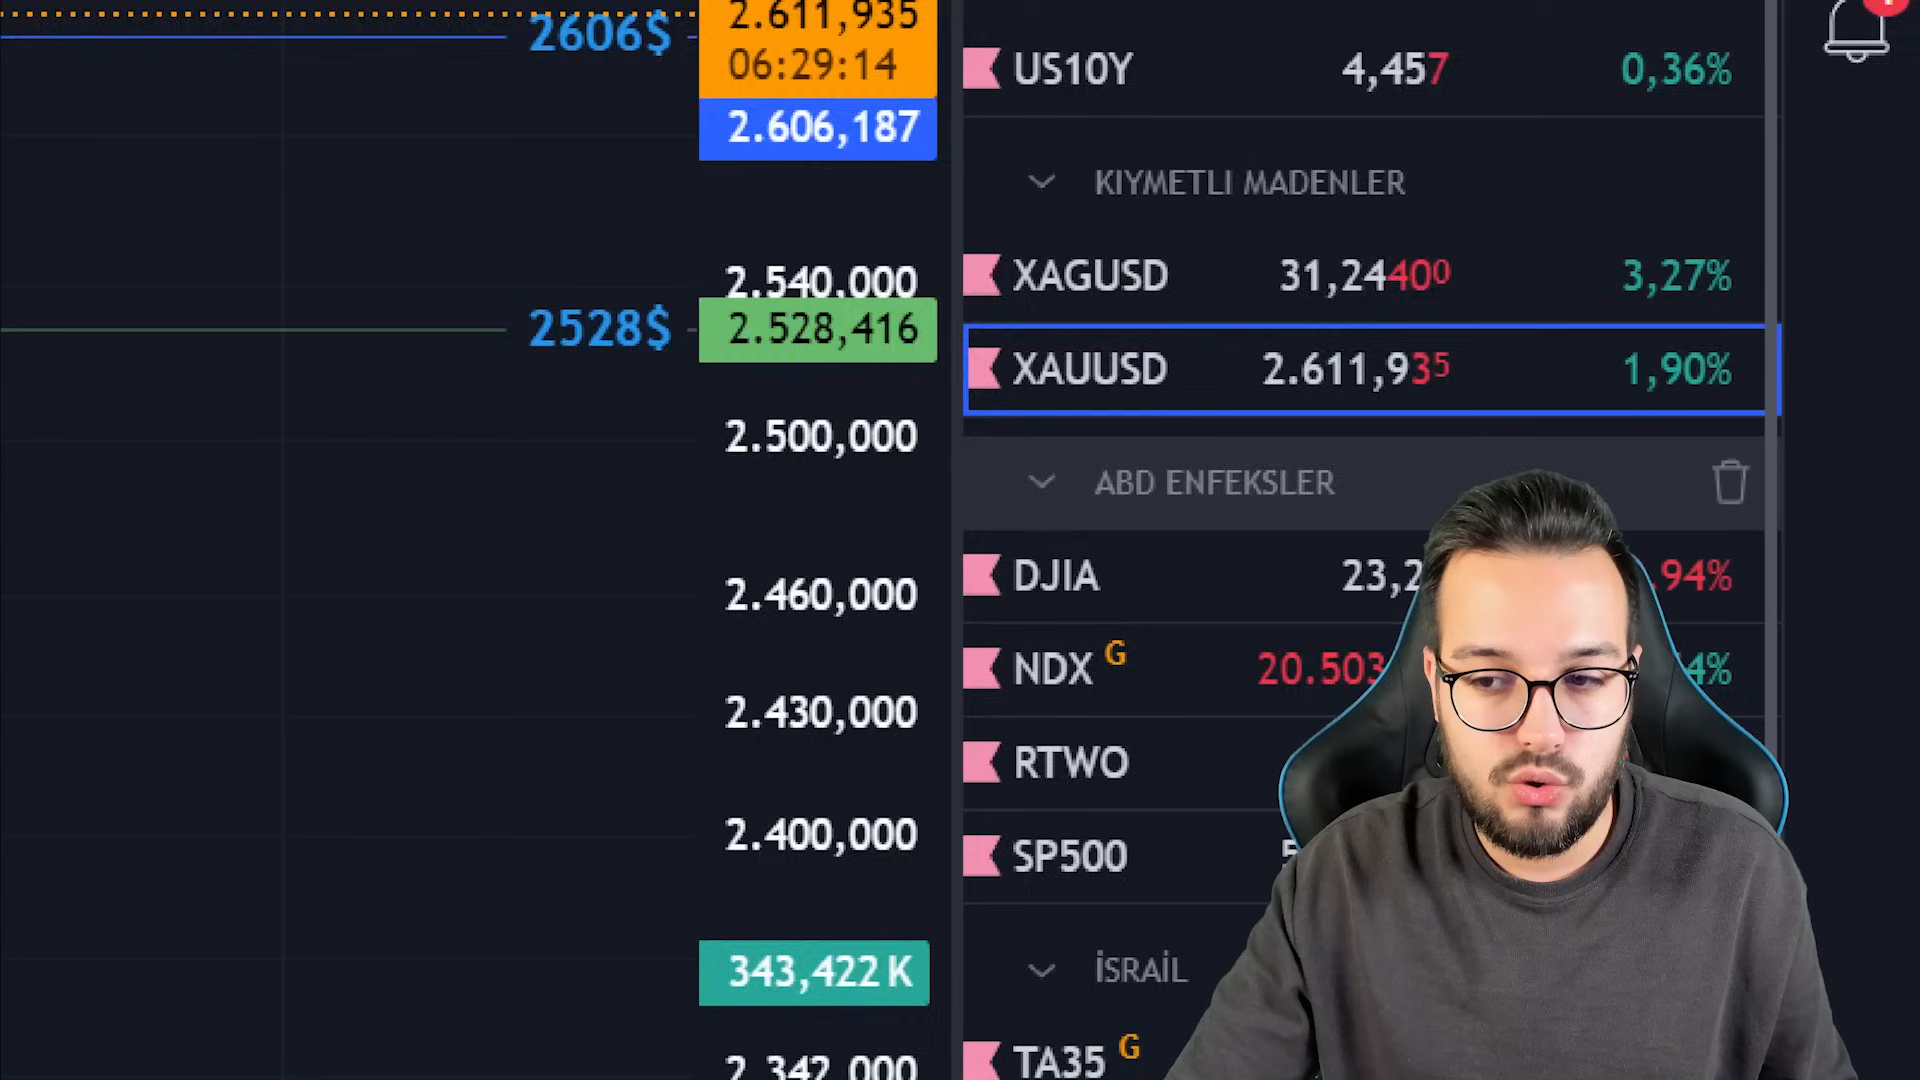 2606$
2.611,935
06:29:14
2.606,187
2.540,000
2528$
2.528,416
2.500,000
2.460,000
2.430,000
2.400,000
343,422 K
2.342,000
US10Y 4,457 0,36%
KIYMETLI MADENLER
XAGUSD 31,24400 3,27%
XAUUSD 2.611,935 1,90%
ABD ENFEKSLER
DJIA 23,2 .94%
NDX G 20.503 4%
RTWO
SP500
İSRAİL
TA35 G